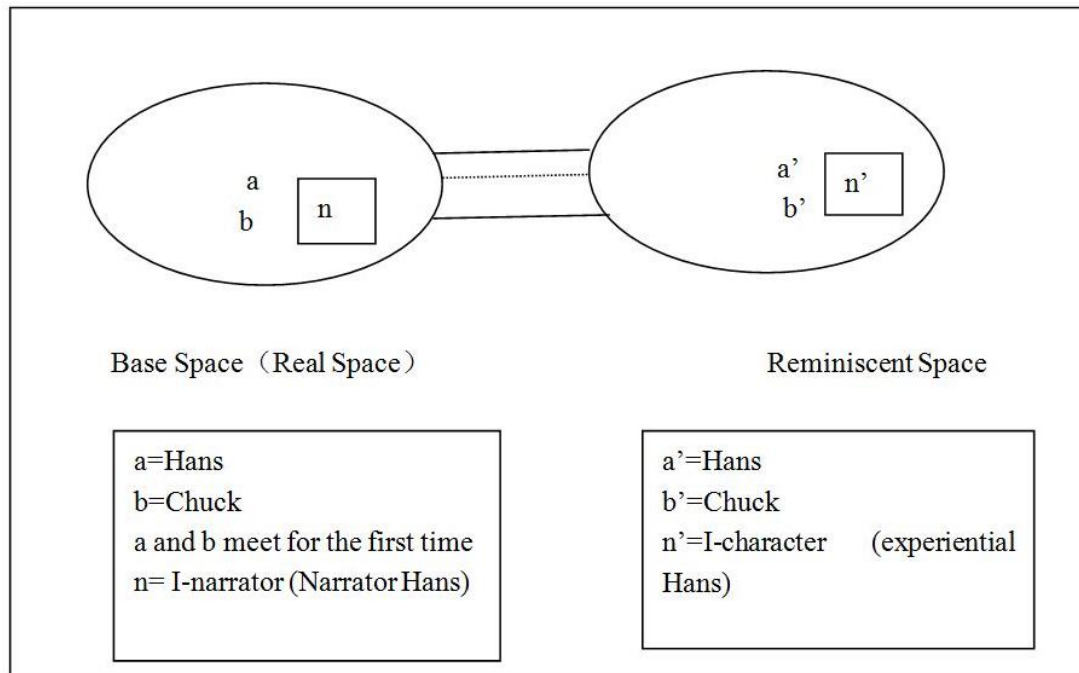 a
b
n
a’
b’
n’
Base Space（Real Space）
Reminiscent Space
a=Hans
b=Chuck
a and b meet for the first time
n= I-narrator (Narrator Hans)
a’=Hans
b’=Chuck
n’=I-character (experiential
Hans)